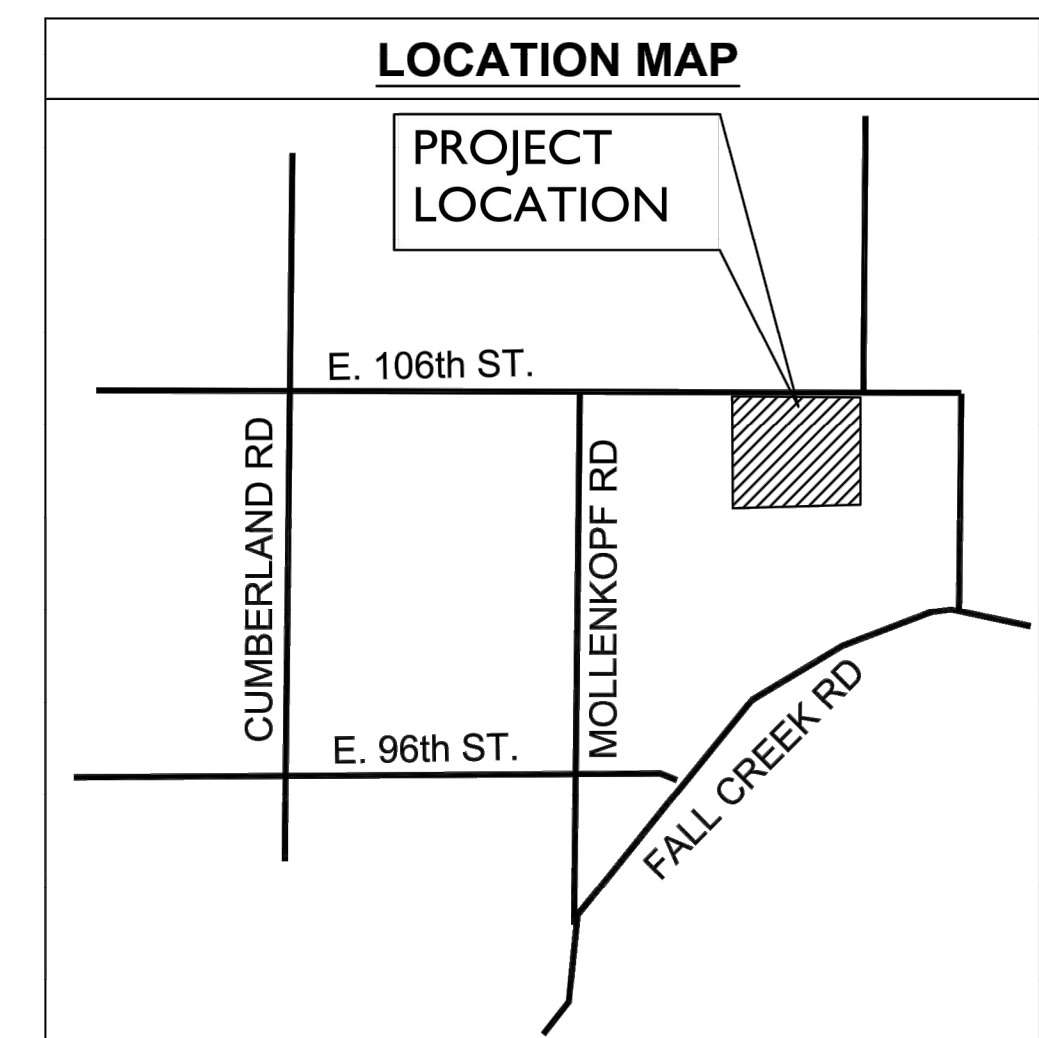 LOCATION MAP
PROJECT
LOCATION
E. 106th ST.
CUMBERLAND RD
MOLLENKOPF RD
E. 96th ST.
FALL CREEK RD